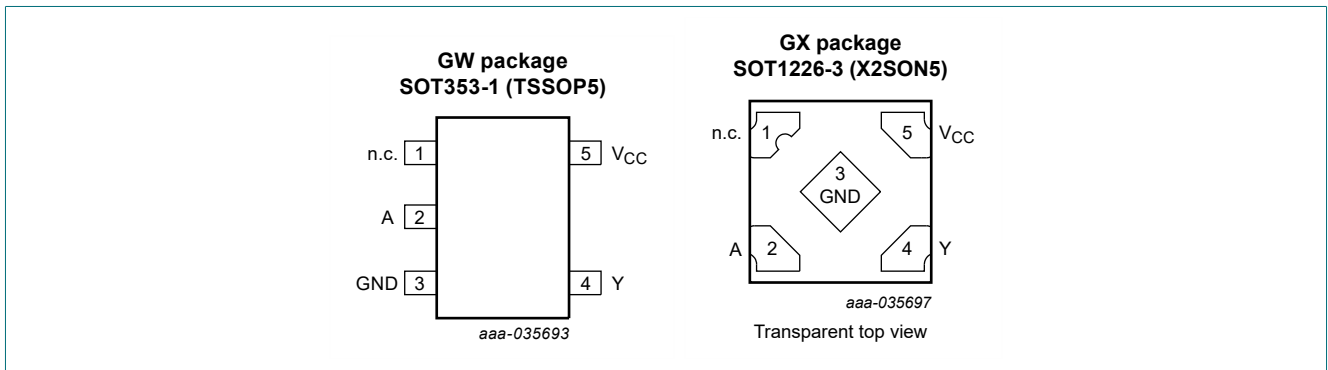 GW package
SOT353-1 (TSSOP5)
n.c. 1
5 VCC
A 2
GND 3
4 Y
aaa-035693
GX package
SOT1226-3 (X2SON5)
n.c. 1
5 VCC
3
GND
A 2
4 Y
aaa-035697
Transparent top view